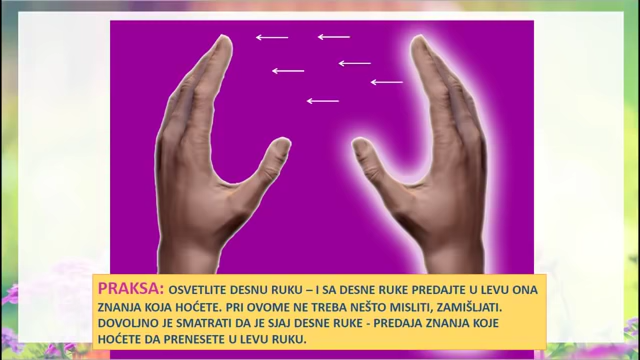 PRAKSA: OSVETLITE DESNU RUKU – I SA DESNE RUKE PREDAJTE U LEVU ONA
ZNANJA KOJA HOĆETE. PRI OVOME NE TREBA NEŠTO MISLITI, ZAMIŠLJATI.
DOVOLJNO JE SMATRATI DA JE SJAJ DESNE RUKE - PREDAJA ZNANJA KOJE
HOĆETE DA PRENESETE U LEVU RUKU.